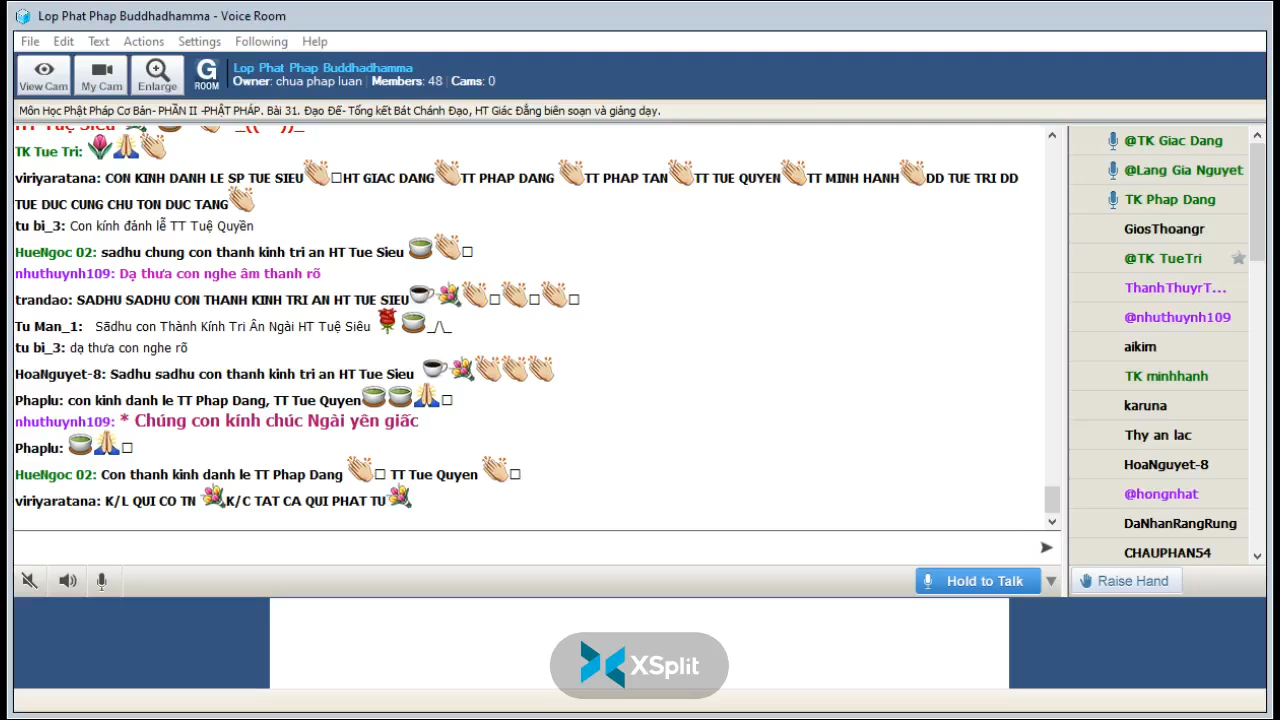 Lop Phat Phap Buddhadhamma - Voice Room
File Edit Text Actions Settings Following Help
View Cam My Cam Enlarge G ROOM
Lop Phat Phap Buddhadhamma
Owner: chua phap luan Members: 48 Cams: 0
Môn Học Phật Pháp Cơ Bản- PHẦN II -PHẬT PHÁP. Bài 31. Đạo Đế- Tổng kết Bát Chánh Đạo, HT Giác Đẳng biên soạn và giảng dạy.
HT Tuệ Siêu
TK Tue Tri:
viriyaratana: CON KINH DANH LE SP TUE SIEU HT GIAC DANG TT PHAP DANG TT PHAP TAN TT TUE QUYEN TT MINH HANH DD TUE TRI DD
TUE DUC CUNG CHU TON DUC TANG
tu bi_3: Con kính đánh lễ TT Tuệ Quyền
HueNgoc 02: sadhu chung con thanh kinh tri an HT Tue Sieu
nhuthuynh109: Dạ thưa con nghe âm thanh rõ
trandao: SADHU SADHU CON THANK KINH TRI AN HT TUE SIEU
Tu Man_1: Sādhu con Thành Kính Tri Ân Ngài HT Tuệ Siêu _/\_
tu bi_3: dạ thưa con nghe rõ
HoaNguyet-8: Sadhu sadhu con thanh kinh tri an HT Tue Sieu
Phaplu: con kinh danh le TT Phap Dang, TT Tue Quyen
nhuthuynh109: * Chúng con kính chúc Ngài yên giấc
Phaplu:
HueNgoc 02: Con thanh kinh danh le TT Phap Dang TT Tue Quyen
viriyaratana: K/L QUI CO TN K/C TAT CA QUI PHAT TU
@TK Giac Dang
@Lang Gia Nguyet
TK Phap Dang
GiosThoangr
@TK TueTri
ThanhThuyrT...
@nhuthuynh109
aikim
TK minhhanh
karuna
Thy an lac
HoaNguyet-8
@hongnhat
DaNhanRangRung
CHAUPHAN54
Hold to Talk
Raise Hand
XSplit